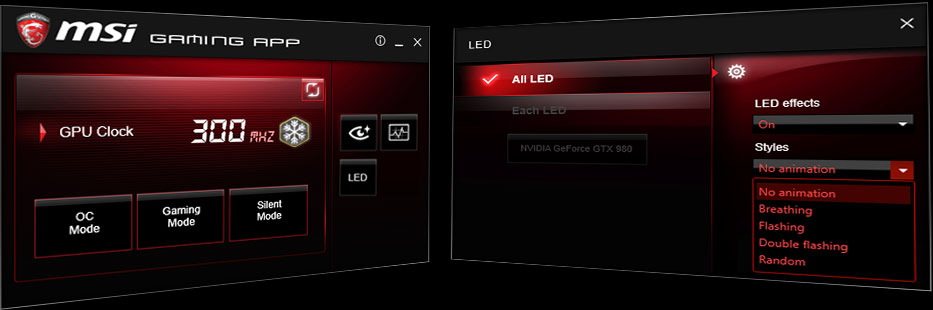 msi GAMING APP
GPU Clock
300 MHZ
LED
OC
Mode
Gaming
Mode
Silent
Mode
LED
All LED
Each LED
NVIDIA GeForce GTX 980
LED effects
On
Styles
No animation
No animation
Breathing
Flashing
Double flashing
Random